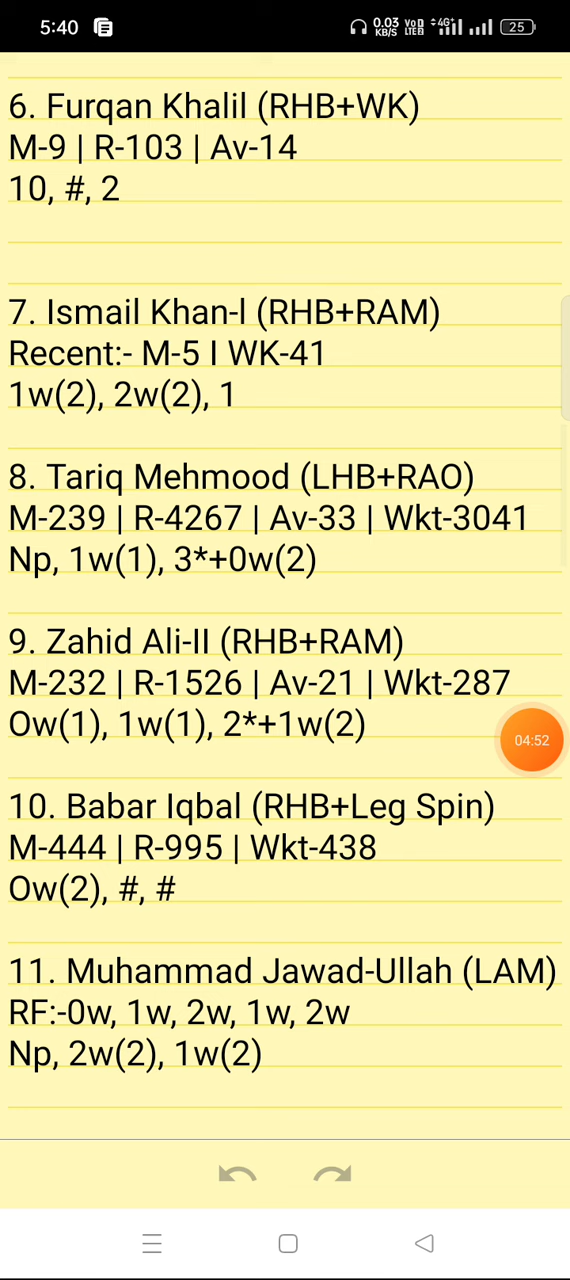 5:40
0.03 KB/S VoD LTE2 4G+ 25
6. Furqan Khalil (RHB+WK)
M-9 | R-103 | Av-14
10, #, 2
7. Ismail Khan-l (RHB+RAM)
Recent:- M-5 I WK-41
1w(2), 2w(2), 1
8. Tariq Mehmood (LHB+RAO)
M-239 | R-4267 | Av-33 | Wkt-3041
Np, 1w(1), 3*+0w(2)
9. Zahid Ali-II (RHB+RAM)
M-232 | R-1526 | Av-21 | Wkt-287
Ow(1), 1w(1), 2*+1w(2)
04:52
10. Babar Iqbal (RHB+Leg Spin)
M-444 | R-995 | Wkt-438
Ow(2), #, #
11. Muhammad Jawad-Ullah (LAM)
RF:-0w, 1w, 2w, 1w, 2w
Np, 2w(2), 1w(2)